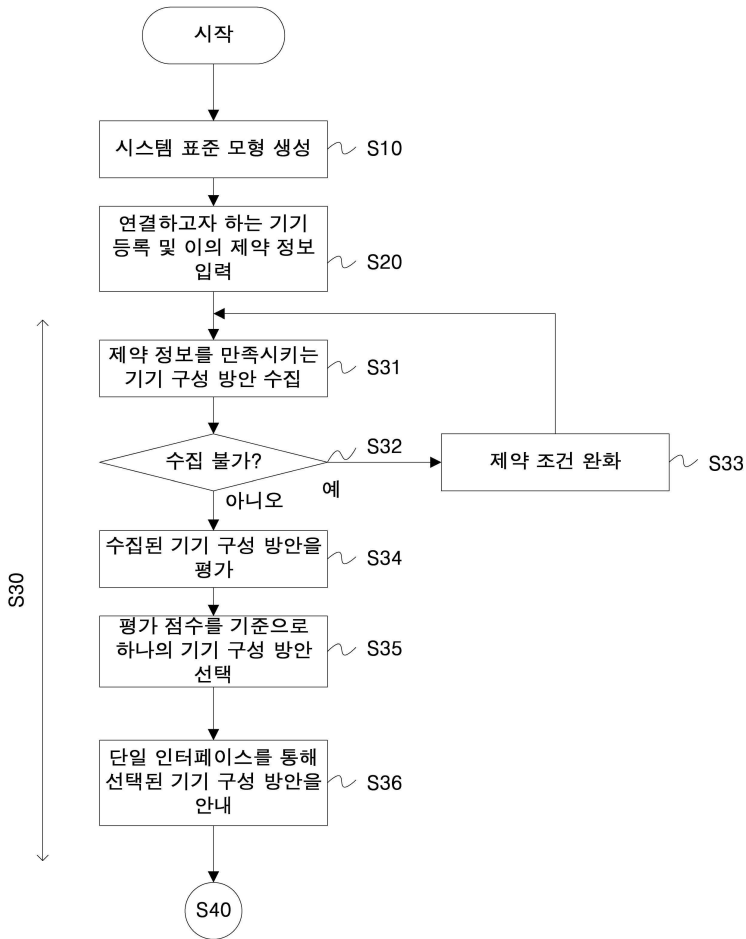 시작
시스템 표준 모형 생성
S10
연결하고자 하는 기기
등록 및 이의 제약 정보
입력
S20
제약 정보를 만족시키는
기기 구성 방안 수집
S31
수집 불가?
S32
예
아니오
제약 조건 완화
S33
수집된 기기 구성 방안을
평가
S34
S30
평가 점수를 기준으로
하나의 기기 구성 방안
선택
S35
단일 인터페이스를 통해
선택된 기기 구성 방안을
안내
S36
S40